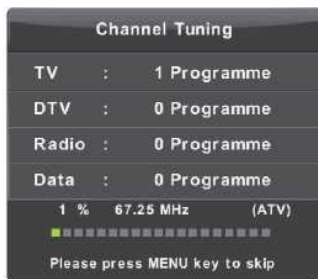 Channel Tuning
TV : 1 Programme
DTV : 0 Programme
Radio : 0 Programme
Data : 0 Programme
1 % 67.25 MHz (ATV)
Please press MENU key to skip